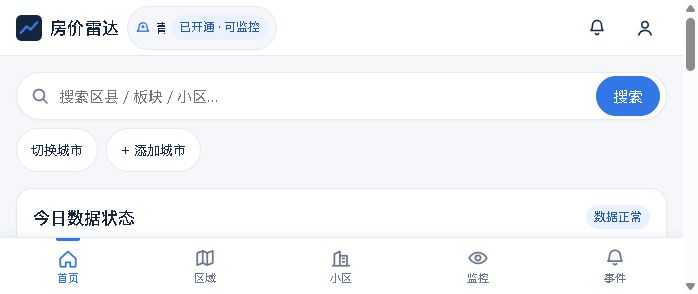 房价雷达
已开通 · 可监控
搜索区县 / 板块 / 小区...
搜索
切换城市
+ 添加城市
今日数据状态
数据正常
首页
区域
小区
监控
事件